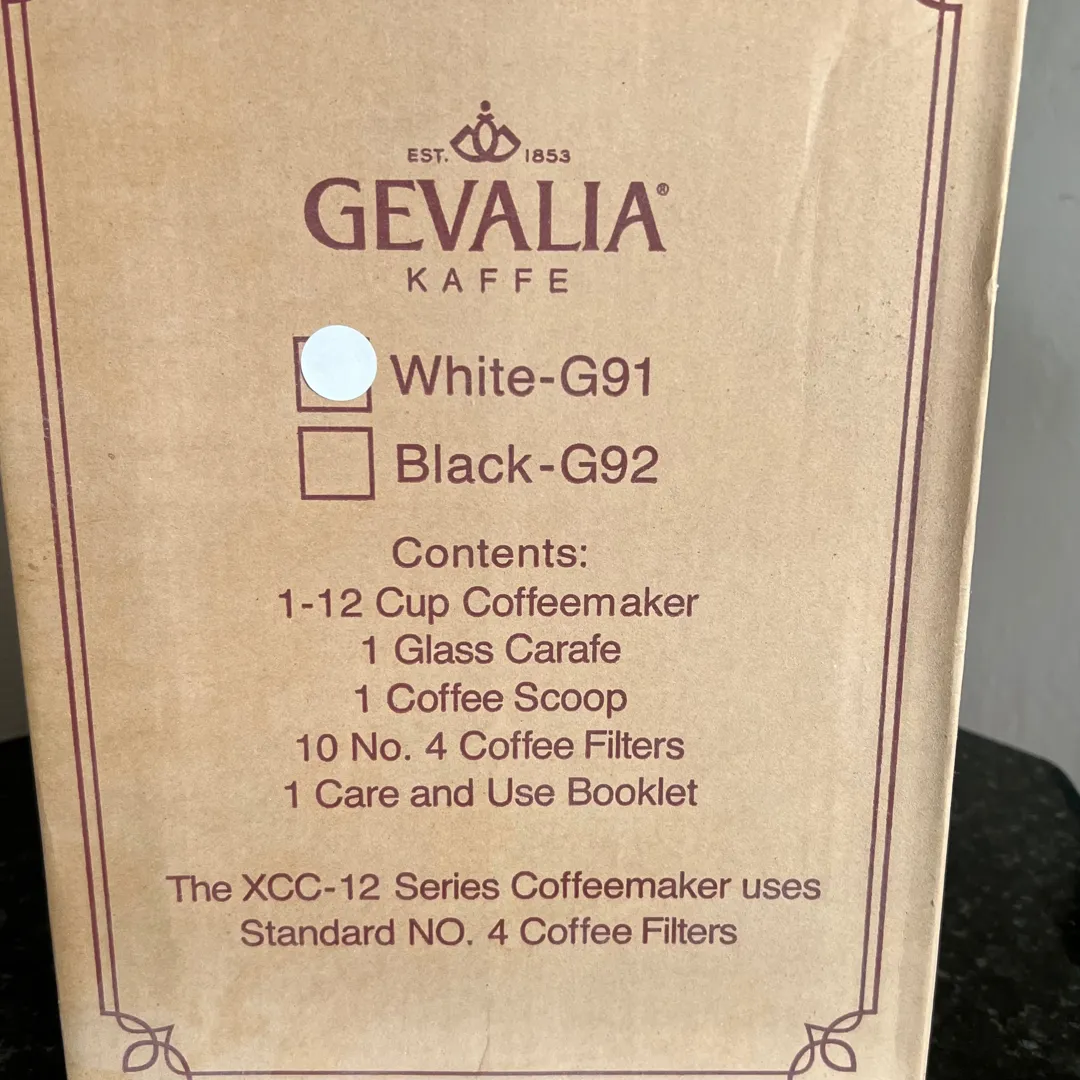 EST. 1853
GEVALIA®
KAFFE
White-G91
Black-G92
Contents:
1-12 Cup Coffeemaker
1 Glass Carafe
1 Coffee Scoop
10 No. 4 Coffee Filters
1 Care and Use Booklet
The XCC-12 Series Coffeemaker uses
Standard NO. 4 Coffee Filters